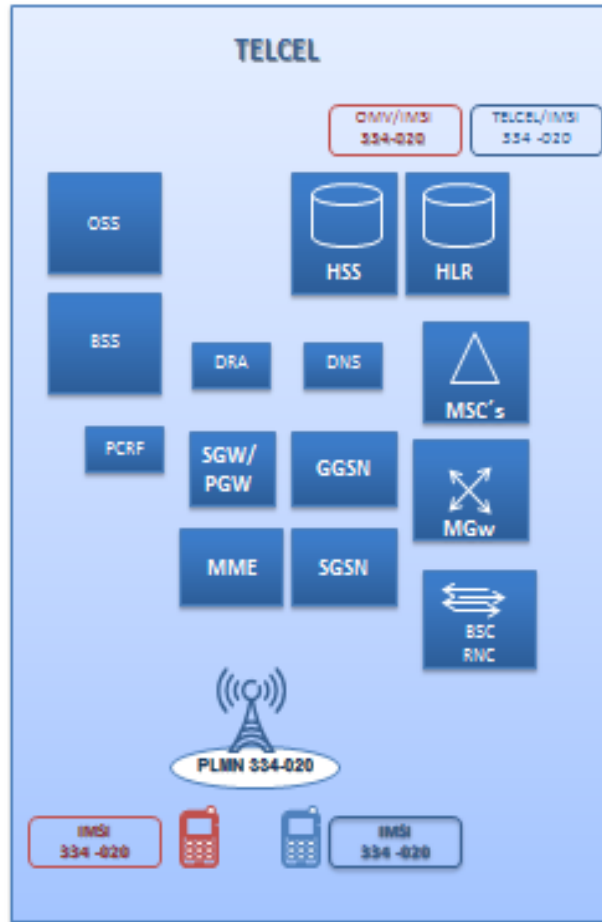 TELCEL
OMV/IMSI
334-020
TELCEL/IMSI
334 -020
OSS
HSS
HLR
BSS
DRA
DNS
MSC´s
PCRF
SGW/
PGW
GGSN
MGw
MME
SGSN
BSC
RNC
PLMN 334-020
IMSI
334 -020
IMSI
334 -020